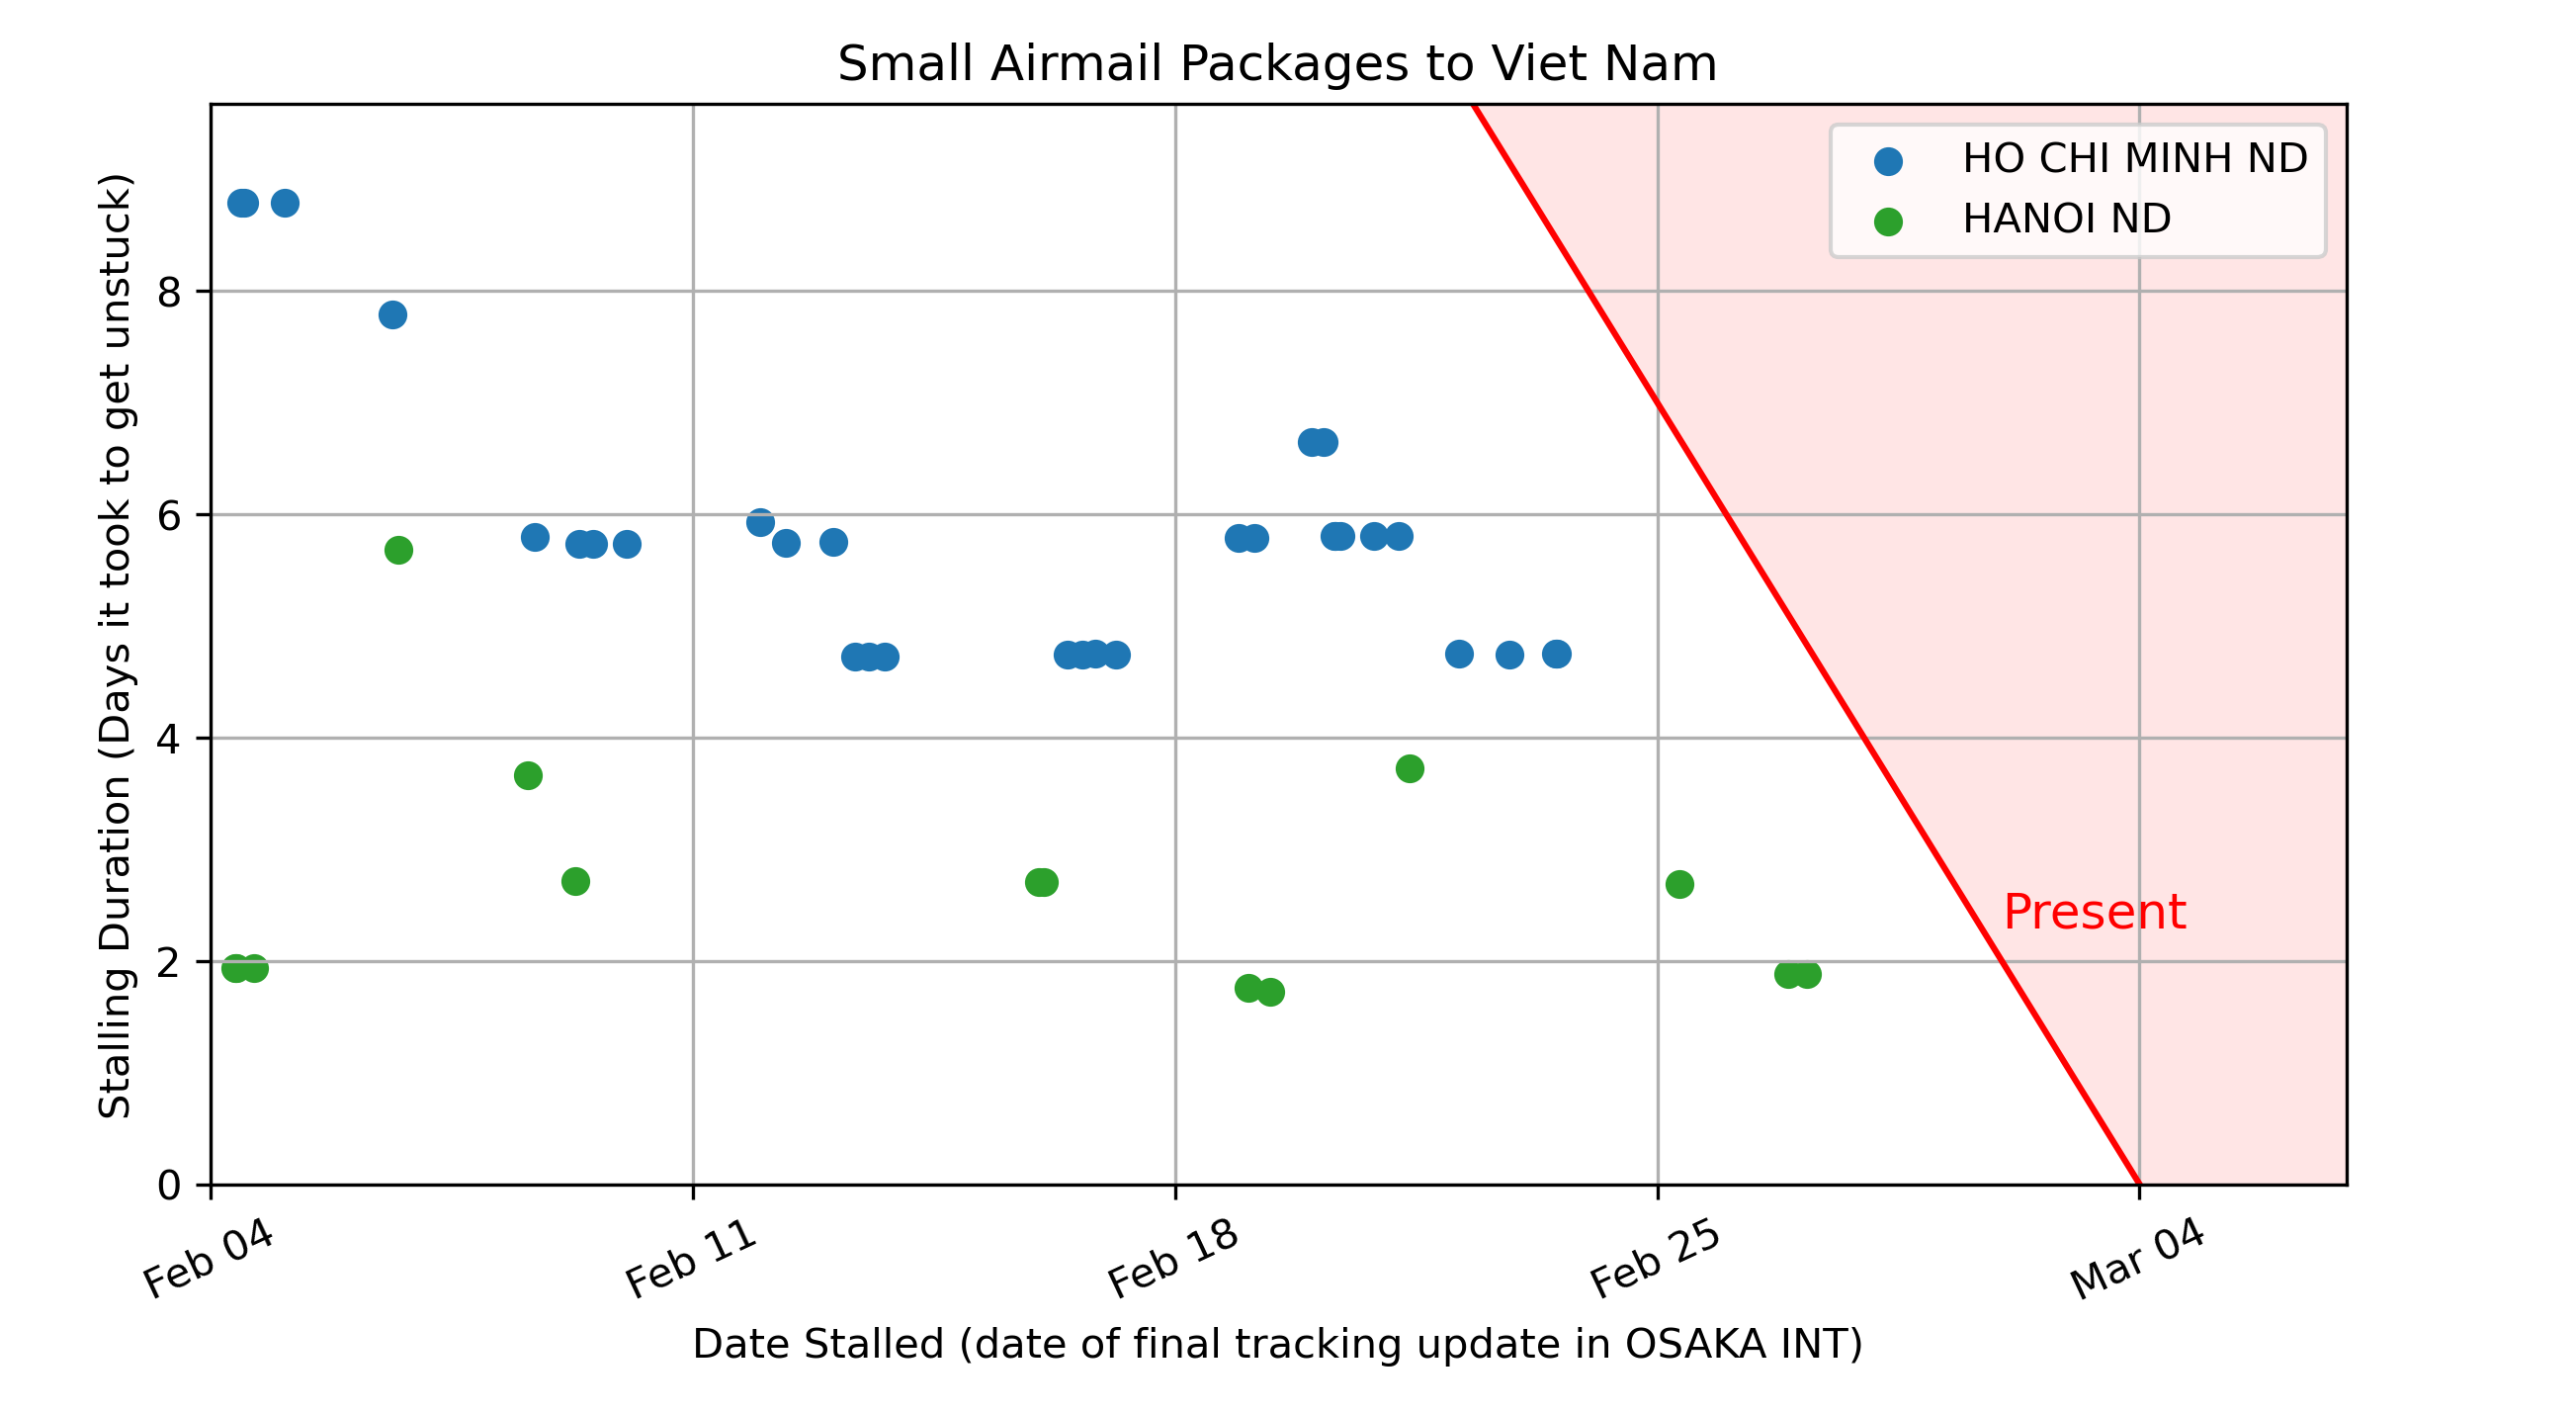 Small Airmail Packages to Viet Nam
HO CHI MINH ND
HANOI ND
Stalling Duration (Days it took to get unstuck)
8
6
4
2
0
Present
Feb 04
Feb 11
Feb 18
Feb 25
Mar 04
Date Stalled (date of final tracking update in OSAKA INT)